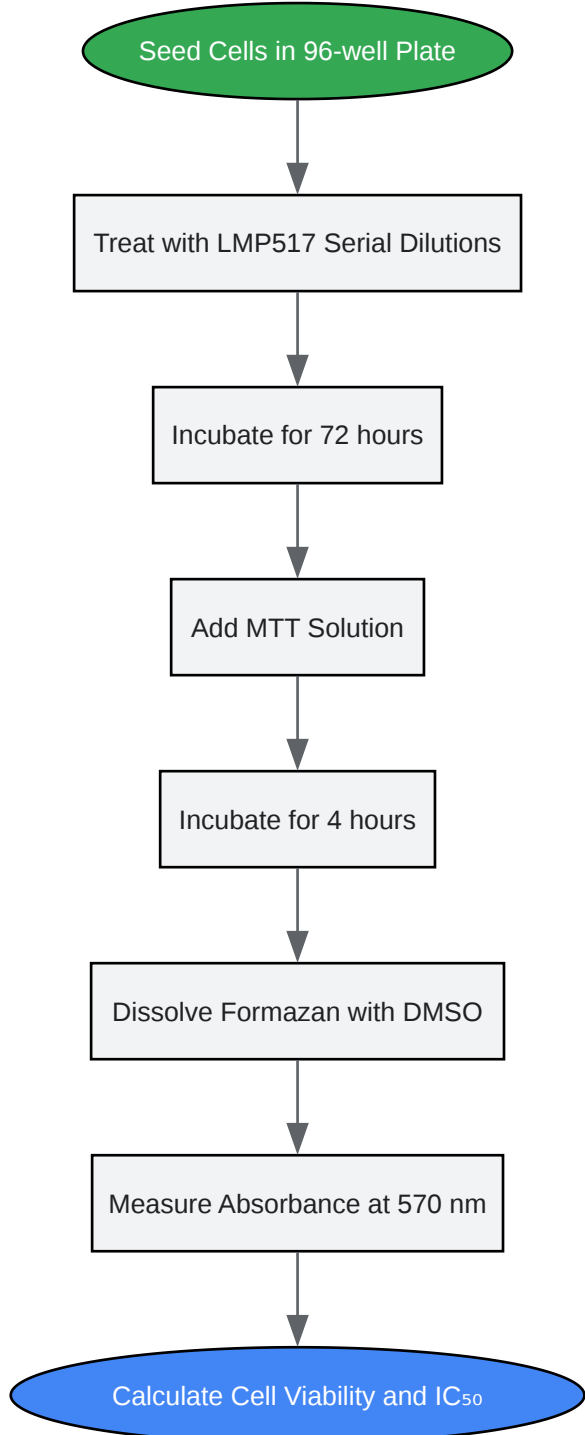 Seed Cells in 96-well Plate
Treat with LMP517 Serial Dilutions
Incubate for 72 hours
Add MTT Solution
Incubate for 4 hours
Dissolve Formazan with DMSO
Measure Absorbance at 570 nm
Calculate Cell Viability and IC₅₀